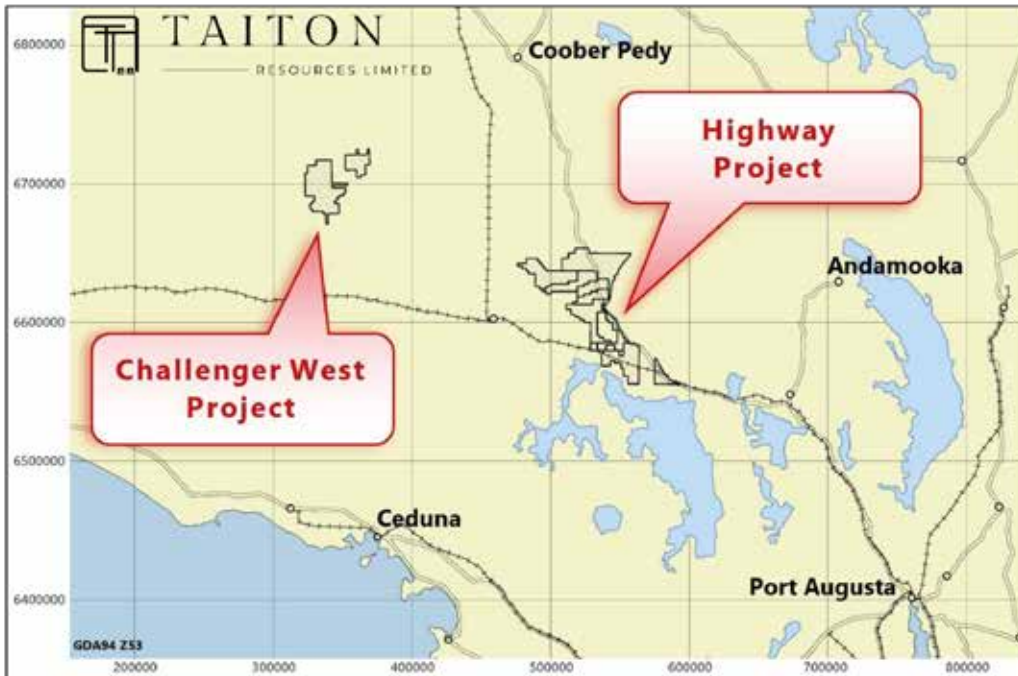 TAITON
RESOURCES LIMITED
6800000
Coober Pedy
Highway
Project
6700000
Andamooka
6600000
Challenger West
Project
6500000
Ceduna
Port Augusta
6400000
GDA94 Z53
200000 300000 400000 500000 600000 700000 800000